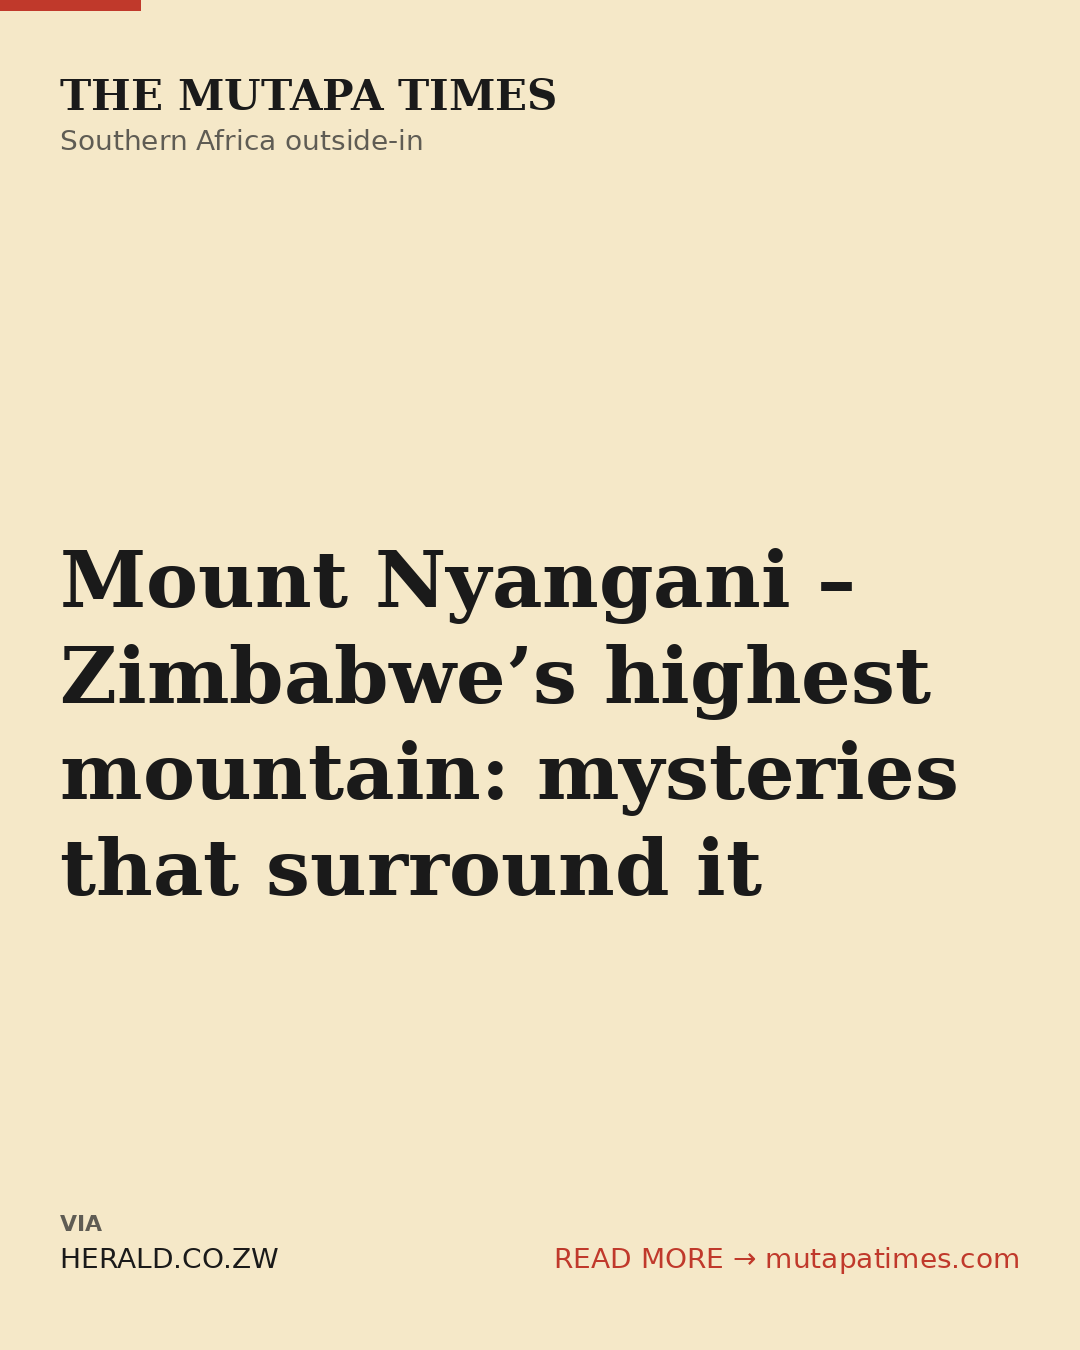 THE MUTAPA TIMES
Southern Africa outside-in
Mount Nyangani –
Zimbabwe’s highest
mountain: mysteries
that surround it
VIA
HERALD.CO.ZW
READ MORE → mutapatimes.com